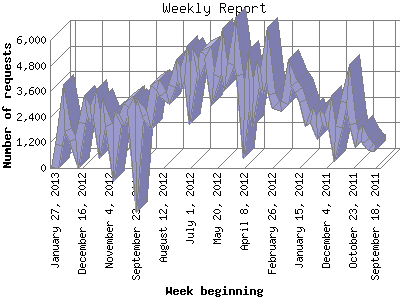 Weekly Report
Number of requests
6,000
4,800
3,600
2,400
1,200
0
January 27, 2013
December 16, 2012
November 4, 2012
September 23, 2012
August 12, 2012
July 1, 2012
May 20, 2012
April 8, 2012
February 26, 2012
January 15, 2012
December 4, 2011
October 23, 2011
September 18, 2011
Week beginning